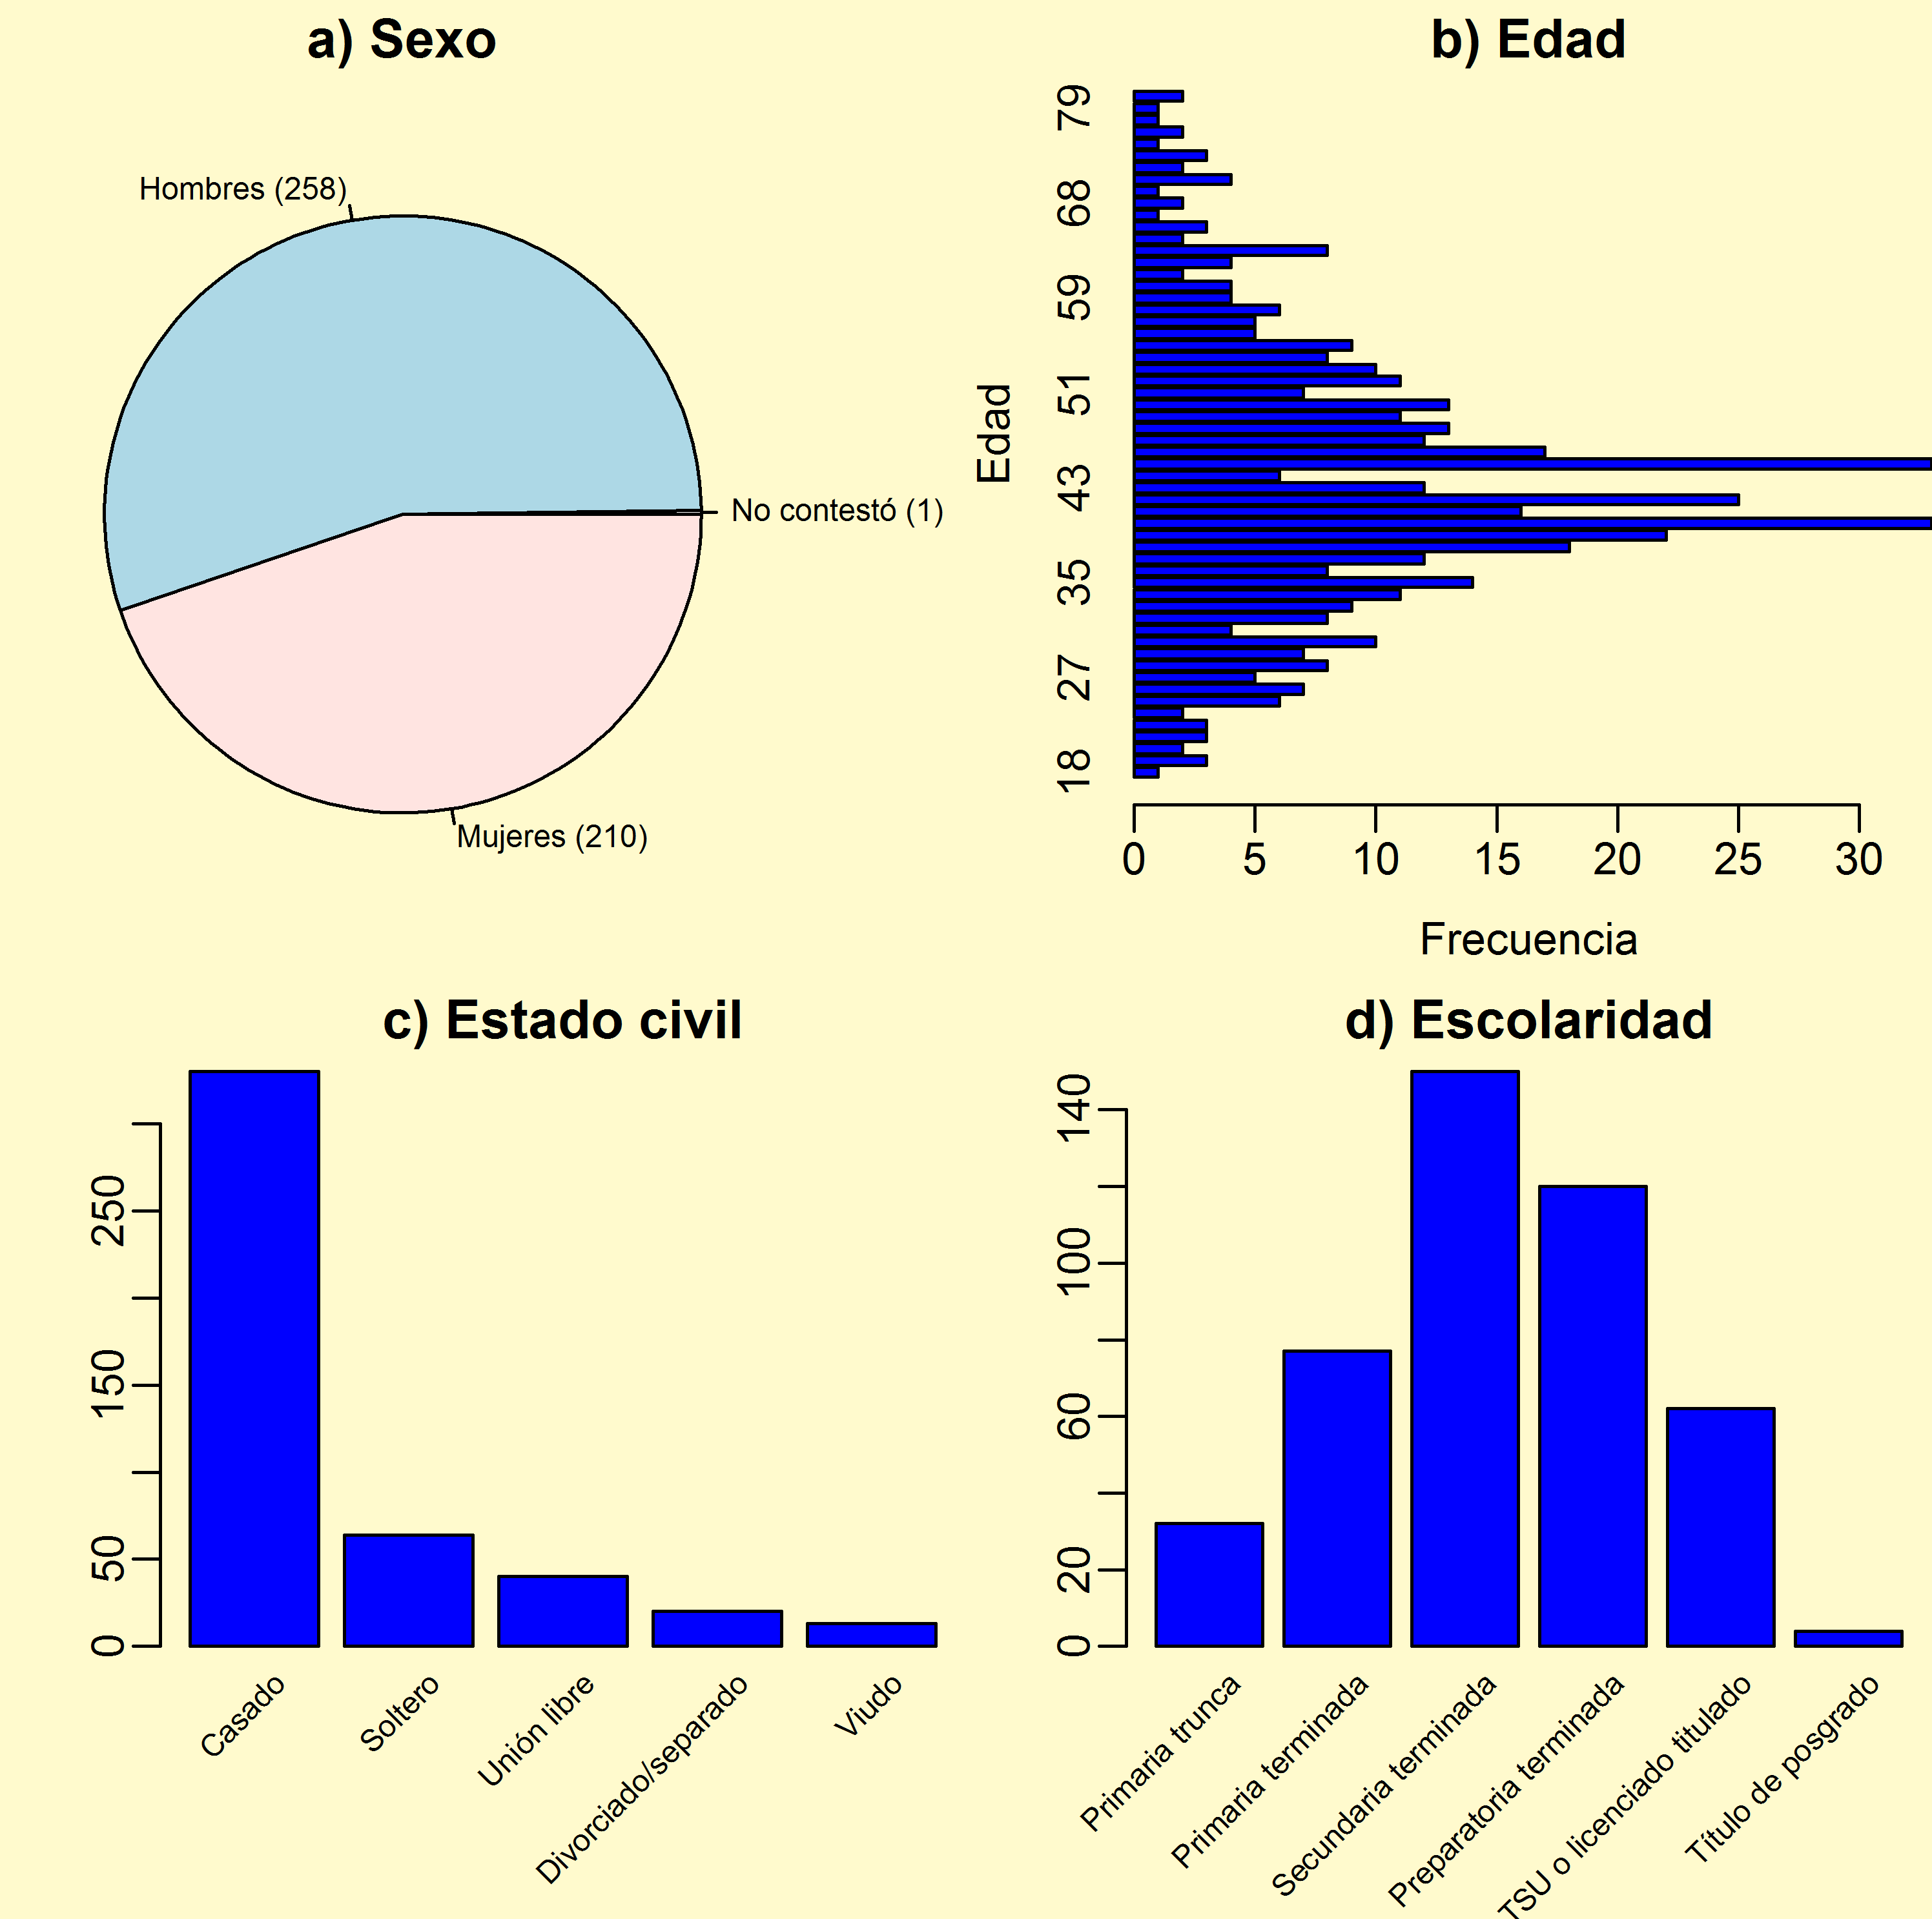 a) Sexo
Hombres (258)
No contestó (1)
Mujeres (210)
b) Edad
Edad
79
68
59
51
43
35
27
18
0 5 10 15 20 25 30
Frecuencia
c) Estado civil
250
150
50
0
Casado
Soltero
Unión libre
Divorciado/separado
Viudo
d) Escolaridad
140
100
60
20
0
Primaria trunca
Primaria terminada
Secundaria terminada
Preparatoria terminada
TSU o licenciado titulado
Título de posgrado